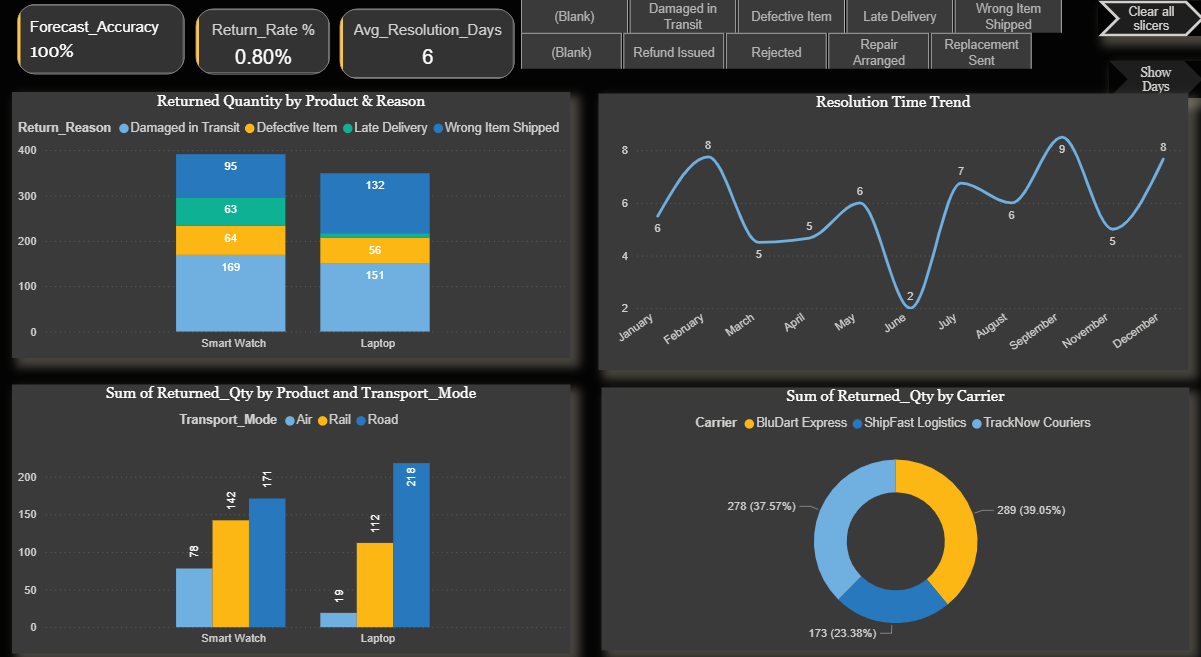 Forecast_Accuracy
100%
Return_Rate %
0.80%
Avg_Resolution_Days
6
(Blank)
Damaged in
Transit
Defective Item
Late Delivery
Wrong Item
Shipped
(Blank)
Refund Issued
Rejected
Repair
Arranged
Replacement
Sent
Clear all
slicers
Show
Days
Returned Quantity by Product & Reason
Return_Reason Damaged in Transit Defective Item Late Delivery Wrong Item Shipped
400
300
200
100
0
95
63
64
169
132
56
151
Smart Watch
Laptop
Resolution Time Trend
8
6
4
2
6
8
5
5
6
2
7
6
9
5
8
January
February
March
April
May
June
July
August
September
November
December
Sum of Returned_Qty by Product and Transport_Mode
Transport_Mode Air Rail Road
200
150
100
50
0
78
142
171
19
112
218
Smart Watch
Laptop
Sum of Returned_Qty by Carrier
Carrier BluDart Express ShipFast Logistics TrackNow Couriers
278 (37.57%)
289 (39.05%)
173 (23.38%)